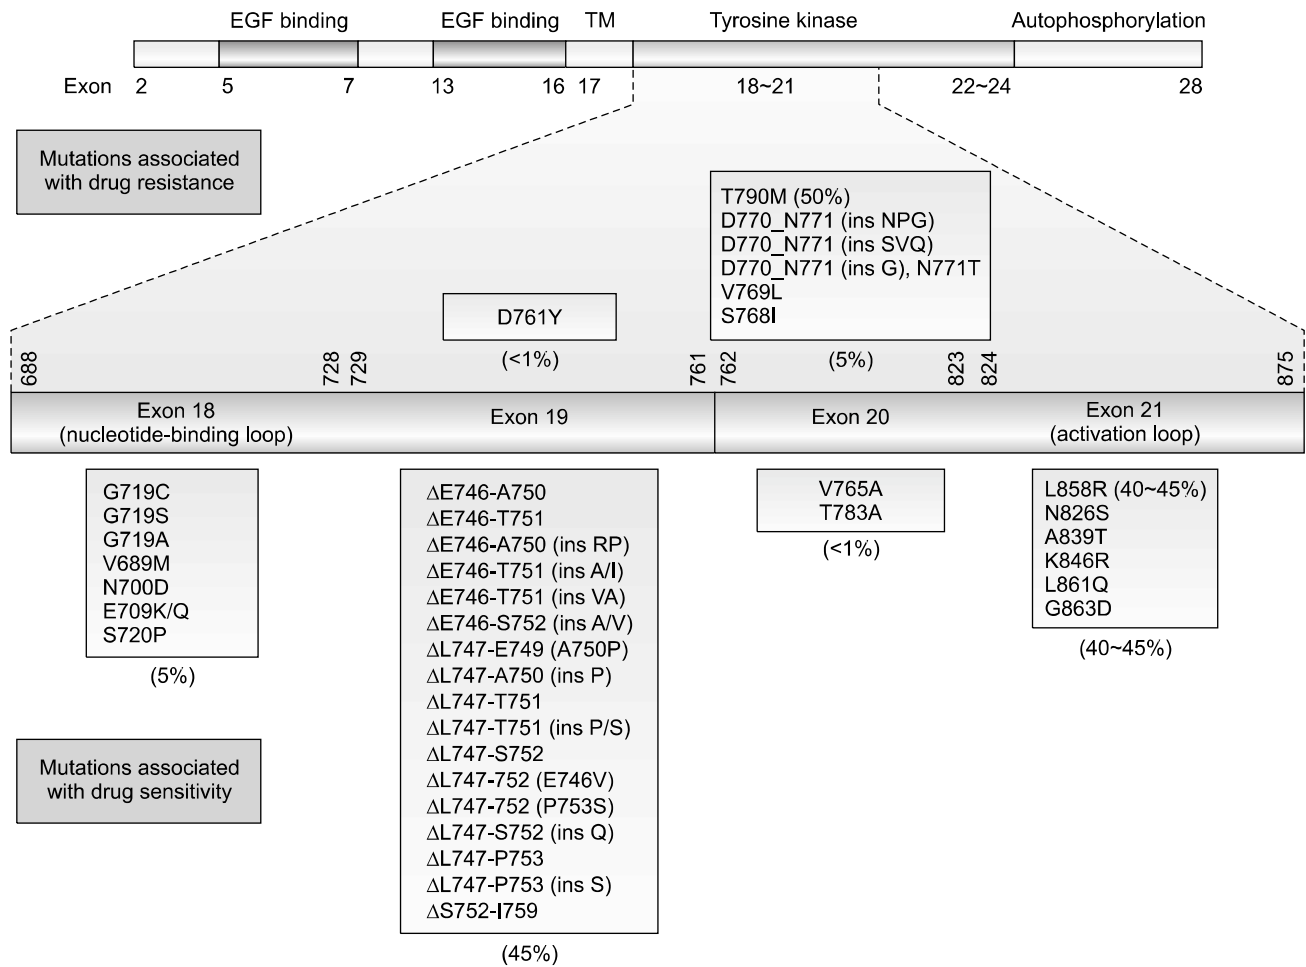 EGF binding
EGF binding
TM
Tyrosine kinase
Autophosphorylation
Exon
2
5
7
13
16
17
18~21
22~24
28
Mutations associated
with drug resistance
T790M (50%)
D770_N771 (ins NPG)
D770_N771 (ins SVQ)
D770_N771 (ins G), N771T
V769L
S768I
(5%)
D761Y
(<1%)
688
728
729
761
762
823
824
875
Exon 18
(nucleotide-binding loop)
Exon 19
Exon 20
Exon 21
(activation loop)
G719C
G719S
G719A
V689M
N700D
E709K/Q
S720P
(5%)
ΔE746-A750
ΔE746-T751
ΔE746-A750 (ins RP)
ΔE746-T751 (ins A/I)
ΔE746-T751 (ins VA)
ΔE746-S752 (ins A/V)
ΔL747-E749 (A750P)
ΔL747-A750 (ins P)
ΔL747-T751
ΔL747-T751 (ins P/S)
ΔL747-S752
ΔL747-752 (E746V)
ΔL747-752 (P753S)
ΔL747-S752 (ins Q)
ΔL747-P753
ΔL747-P753 (ins S)
ΔS752-I759
(45%)
V765A
T783A
(<1%)
L858R (40~45%)
N826S
A839T
K846R
L861Q
G863D
(40~45%)
Mutations associated
with drug sensitivity